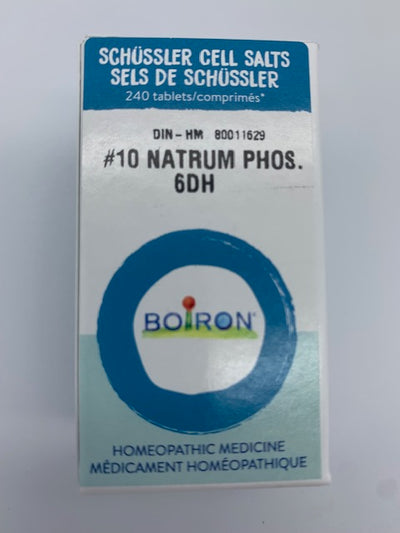 SCHÜSSLER CELL SALTS
SELS DE SCHÜSSLER
240 tablets/comprimés*
DIN-HM 80011629
#10 NATRUM PHOS.
6DH
BOIRON®
HOMEOPATHIC MEDICINE
MÉDICAMENT HOMÉOPATHIQUE